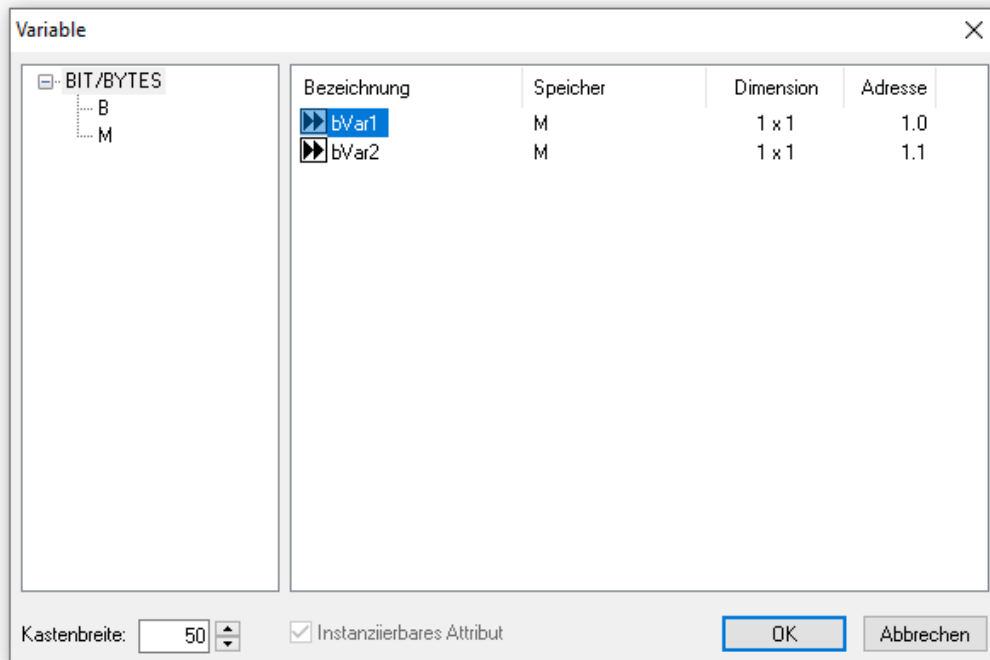 Variable
BIT/BYTES
B
M
Bezeichnung Speicher Dimension Adresse
bVar1 M 1 x 1 1.0
bVar2 M 1 x 1 1.1
Kastenbreite: 50 Instanziierbares Attribut OK Abbrechen